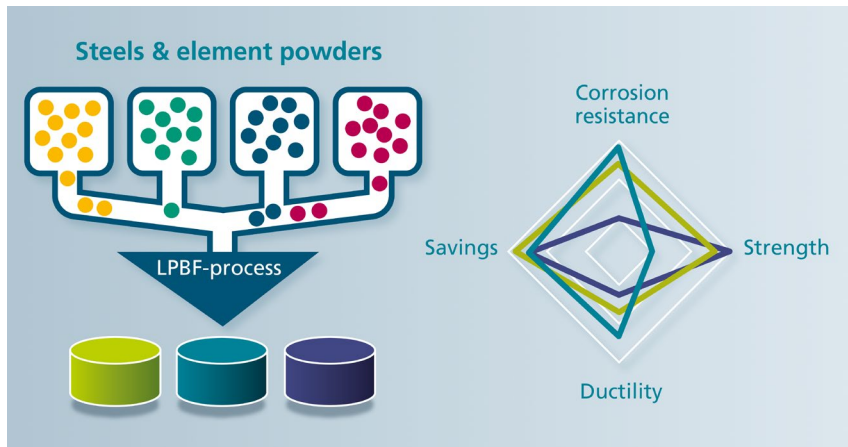 Steels & element powders
LPBF-process
Corrosion
resistance
Savings
Strength
Ductility